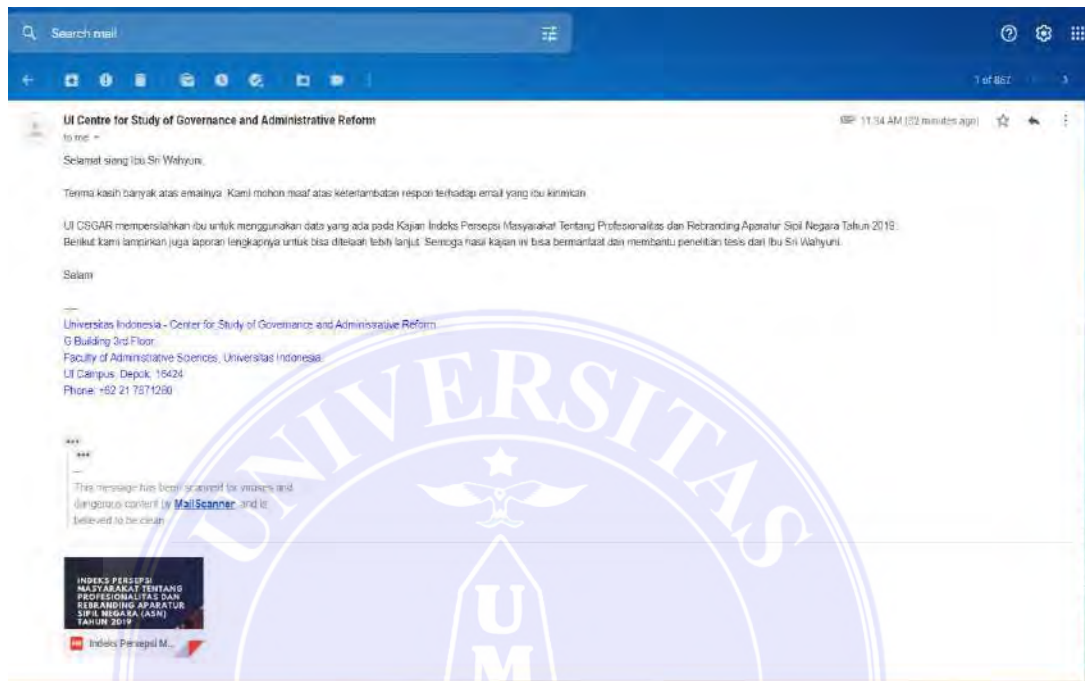 Search mail
1 of 867
UI Centre for Study of Governance and Administrative Reform
11:34 AM (32 minutes ago)
to me
Selamat siang Ibu Sri Wahyuni,
Terima kasih banyak atas emailnya. Kami mohon maaf atas keterlambatan respon terhadap email yang ibu kirimkan.
UI CSGAR mempersilahkan ibu untuk menggunakan data yang ada pada Kajian Indeks Persepsi Masyarakat Tentang Profesionalitas dan Rebranding Aparatur Sipil Negara Tahun 2019.
Berikut kami lampirkan juga laporan lengkapnya untuk bisa ditelaah lebih lanjut. Semoga hasil kajian ini bisa bermanfaat dan membantu penelitian tesis dari Ibu Sri Wahyuni.
Salam
Universitas Indonesia - Center for Study of Governance and Administrative Reform
G Building 3rd Floor
Faculty of Administrative Sciences, Universitas Indonesia
UI Campus, Depok, 16424
Phone: +62 21 7871280
This message has been scanned for viruses and
dangerous content by MailScanner, and is
believed to be clean
INDEKS PERSEPSI
MASYARAKAT TENTANG
PROFESIONALITAS DAN
REBRANDING APARATUR
SIPIL NEGARA (ASN)
TAHUN 2019
Indeks Persepsi M...
UNIVERSITAS
U
M